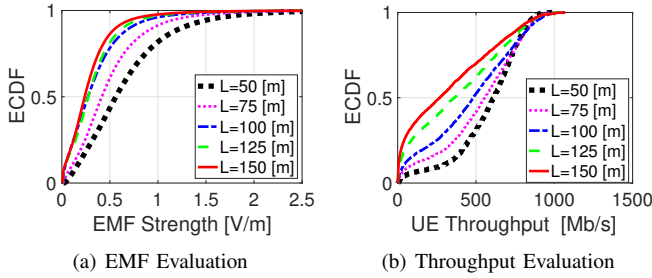 1
0.5
0
ECDF
L=50 [m]
L=75 [m]
L=100 [m]
L=125 [m]
L=150 [m]
0 0.5 1 1.5 2 2.5
EMF Strength [V/m]
(a) EMF Evaluation
1
0.5
0
ECDF
L=50 [m]
L=75 [m]
L=100 [m]
L=125 [m]
L=150 [m]
0 500 1000 1500
UE Throughput [Mb/s]
(b) Throughput Evaluation